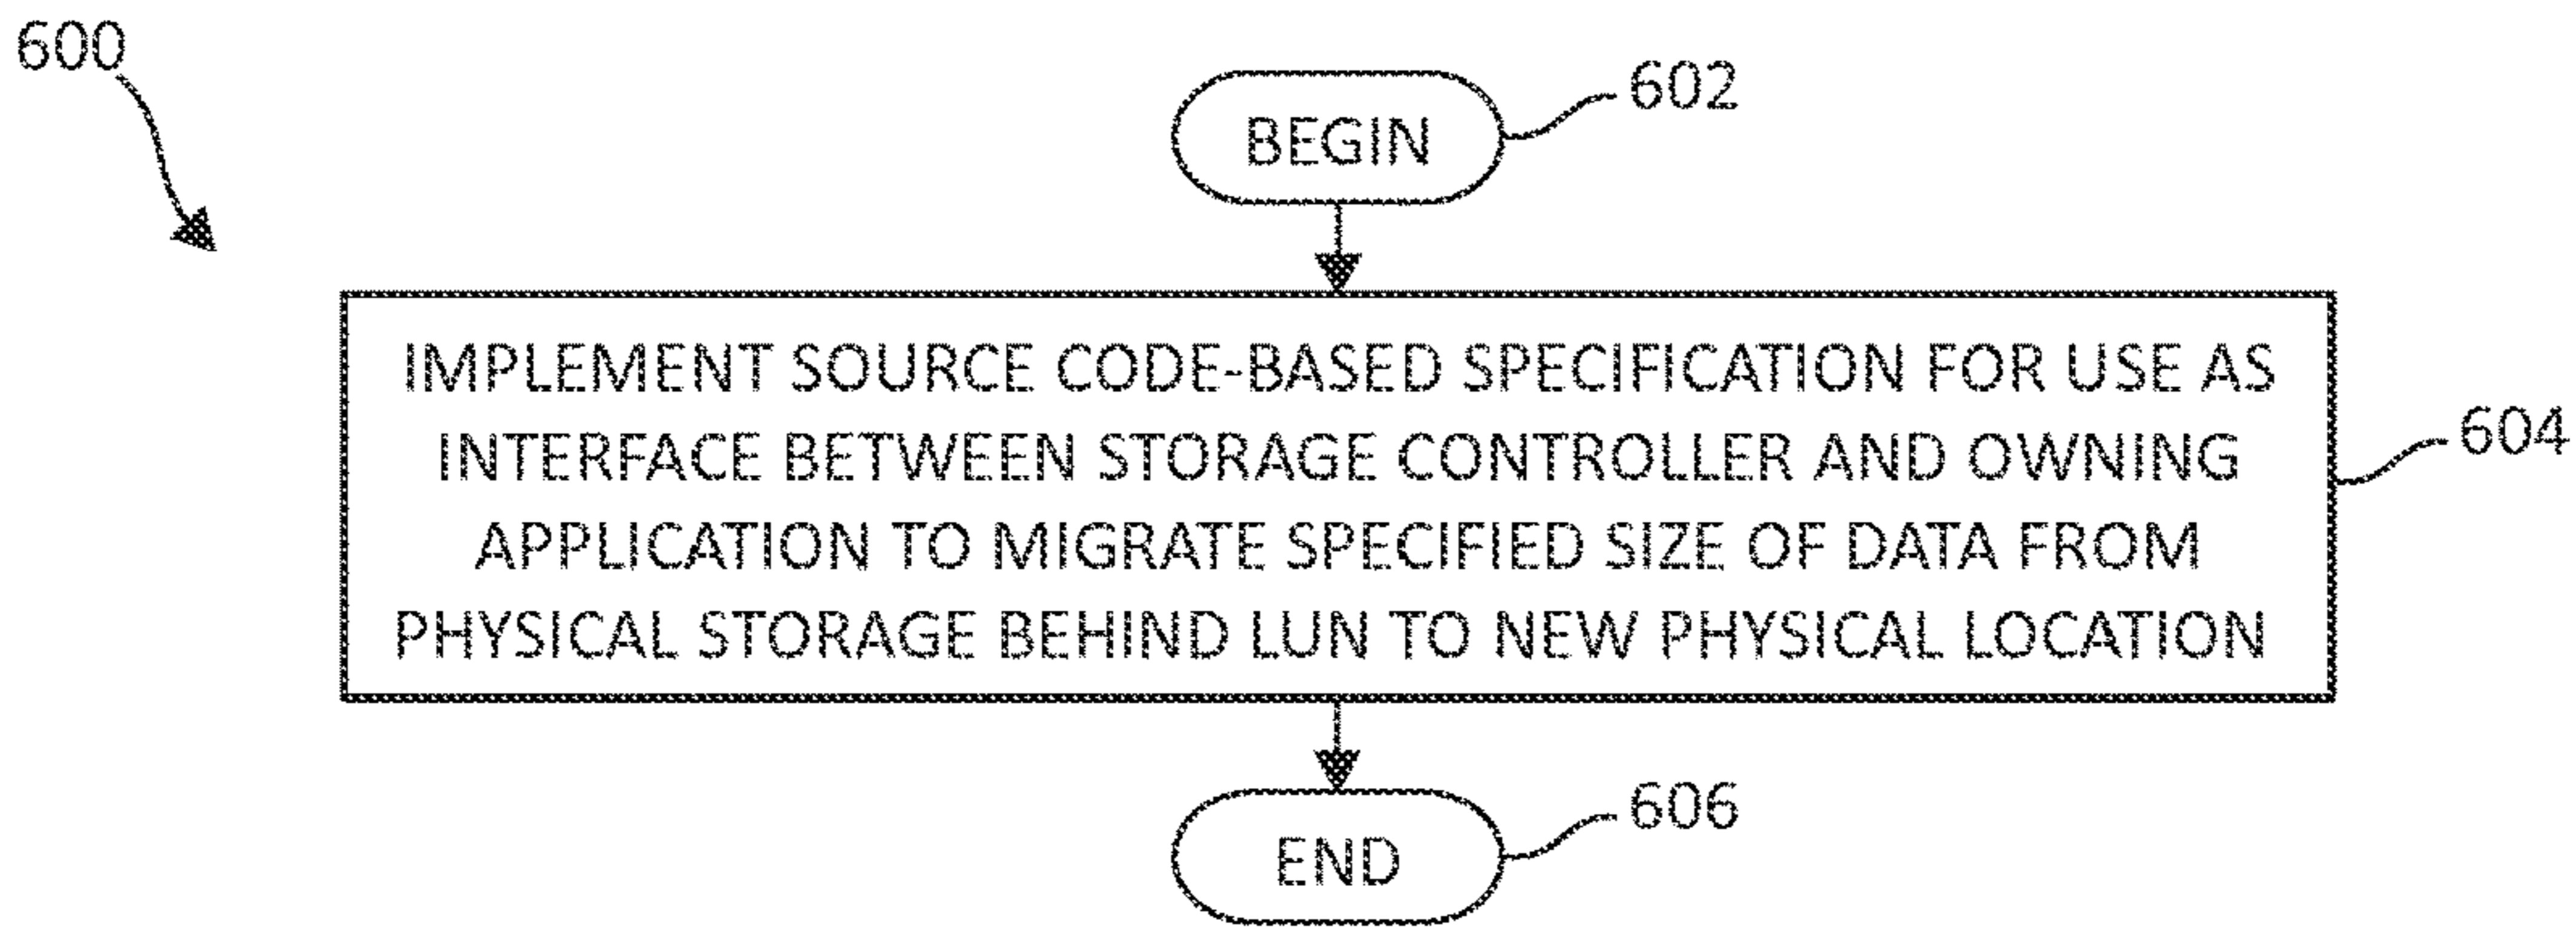 600
BEGIN
602
IMPLEMENT SOURCE CODE-BASED SPECIFICATION FOR USE AS
INTERFACE BETWEEN STORAGE CONTROLLER AND OWNING
APPLICATION TO MIGRATE SPECIFIED SIZE OF DATA FROM
PHYSICAL STORAGE BEHIND LUN TO NEW PHYSICAL LOCATION
604
END
606